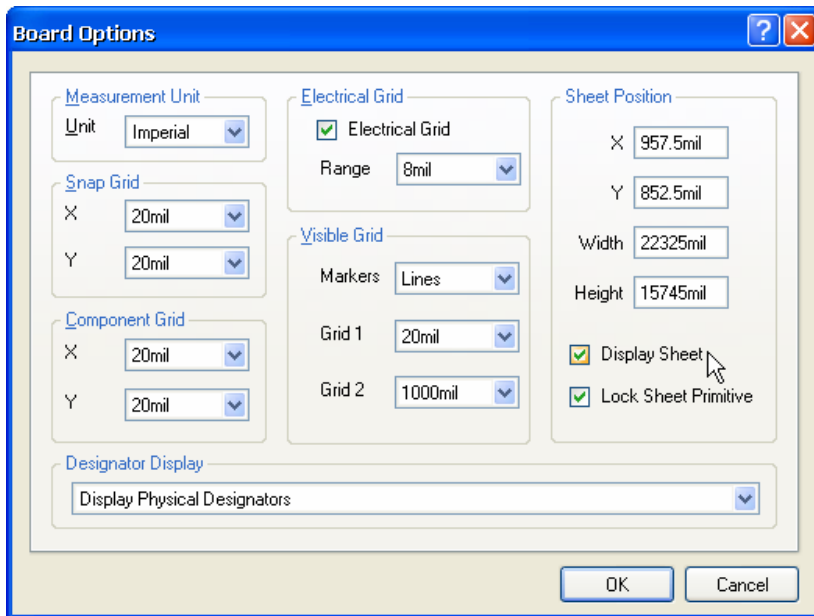 Board Options
Measurement Unit
Unit Imperial
Snap Grid
X 20mil
Y 20mil
Component Grid
X 20mil
Y 20mil
Electrical Grid
Electrical Grid
Range 8mil
Visible Grid
Markers Lines
Grid 1 20mil
Grid 2 1000mil
Sheet Position
X 957.5mil
Y 852.5mil
Width 22325mil
Height 15745mil
Display Sheet
Lock Sheet Primitive
Designator Display
Display Physical Designators
OK Cancel